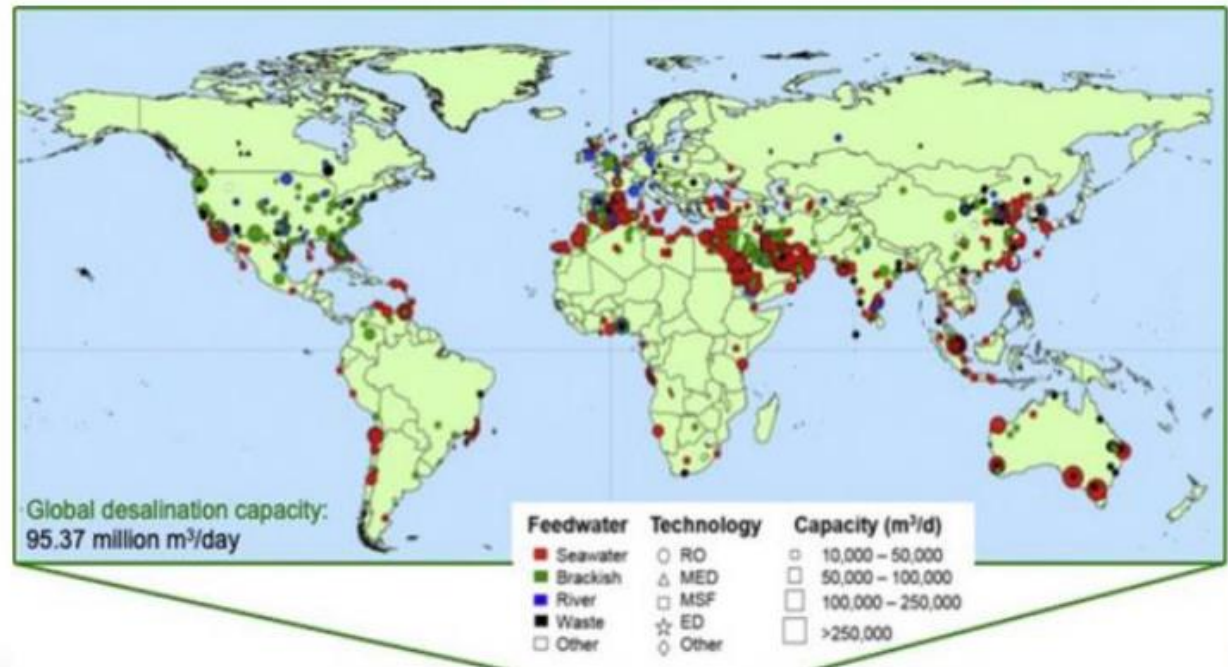 Global desalination capacity:
95.37 million m³/day
Feedwater
Seawater
Brackish
River
Waste
Other
Technology
RO
MED
MSF
ED
Other
Capacity (m³/d)
10,000 – 50,000
50,000 – 100,000
100,000 – 250,000
>250,000